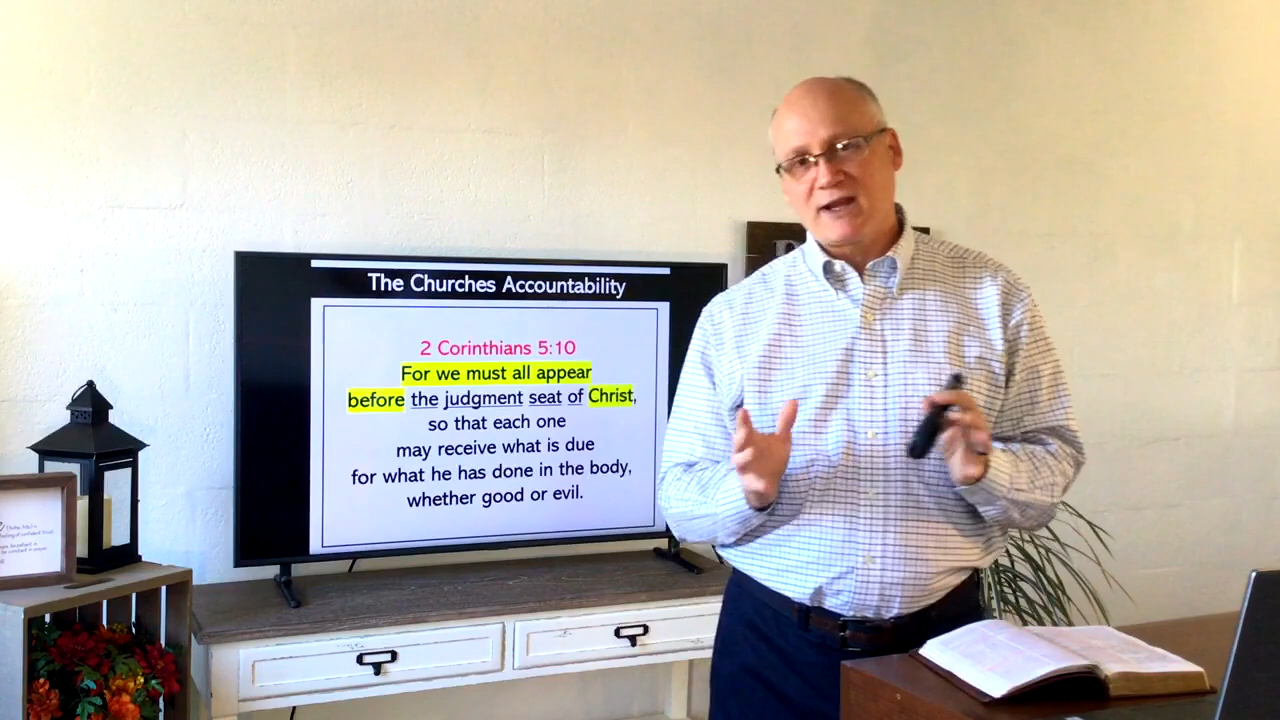 The Churches Accountability
2 Corinthians 5:10
For we must all appear
before the judgment seat of Christ,
so that each one
may receive what is due
for what he has done in the body,
whether good or evil.